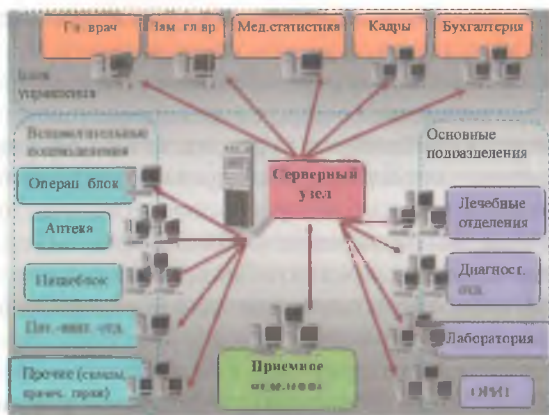 Гл. врач
Зам. гл. вр.
Мед.статистика
Кадры
Бухгалтерия
Блок
управления
Вспомогательные
подразделения
Основные
подразделения
Серверный
узел
Операц. блок
Аптека
Пищеблок
Лечебные
отделения
Диагност.
отд.
Лаборатория
Приемное
Прочее
ОРИТ